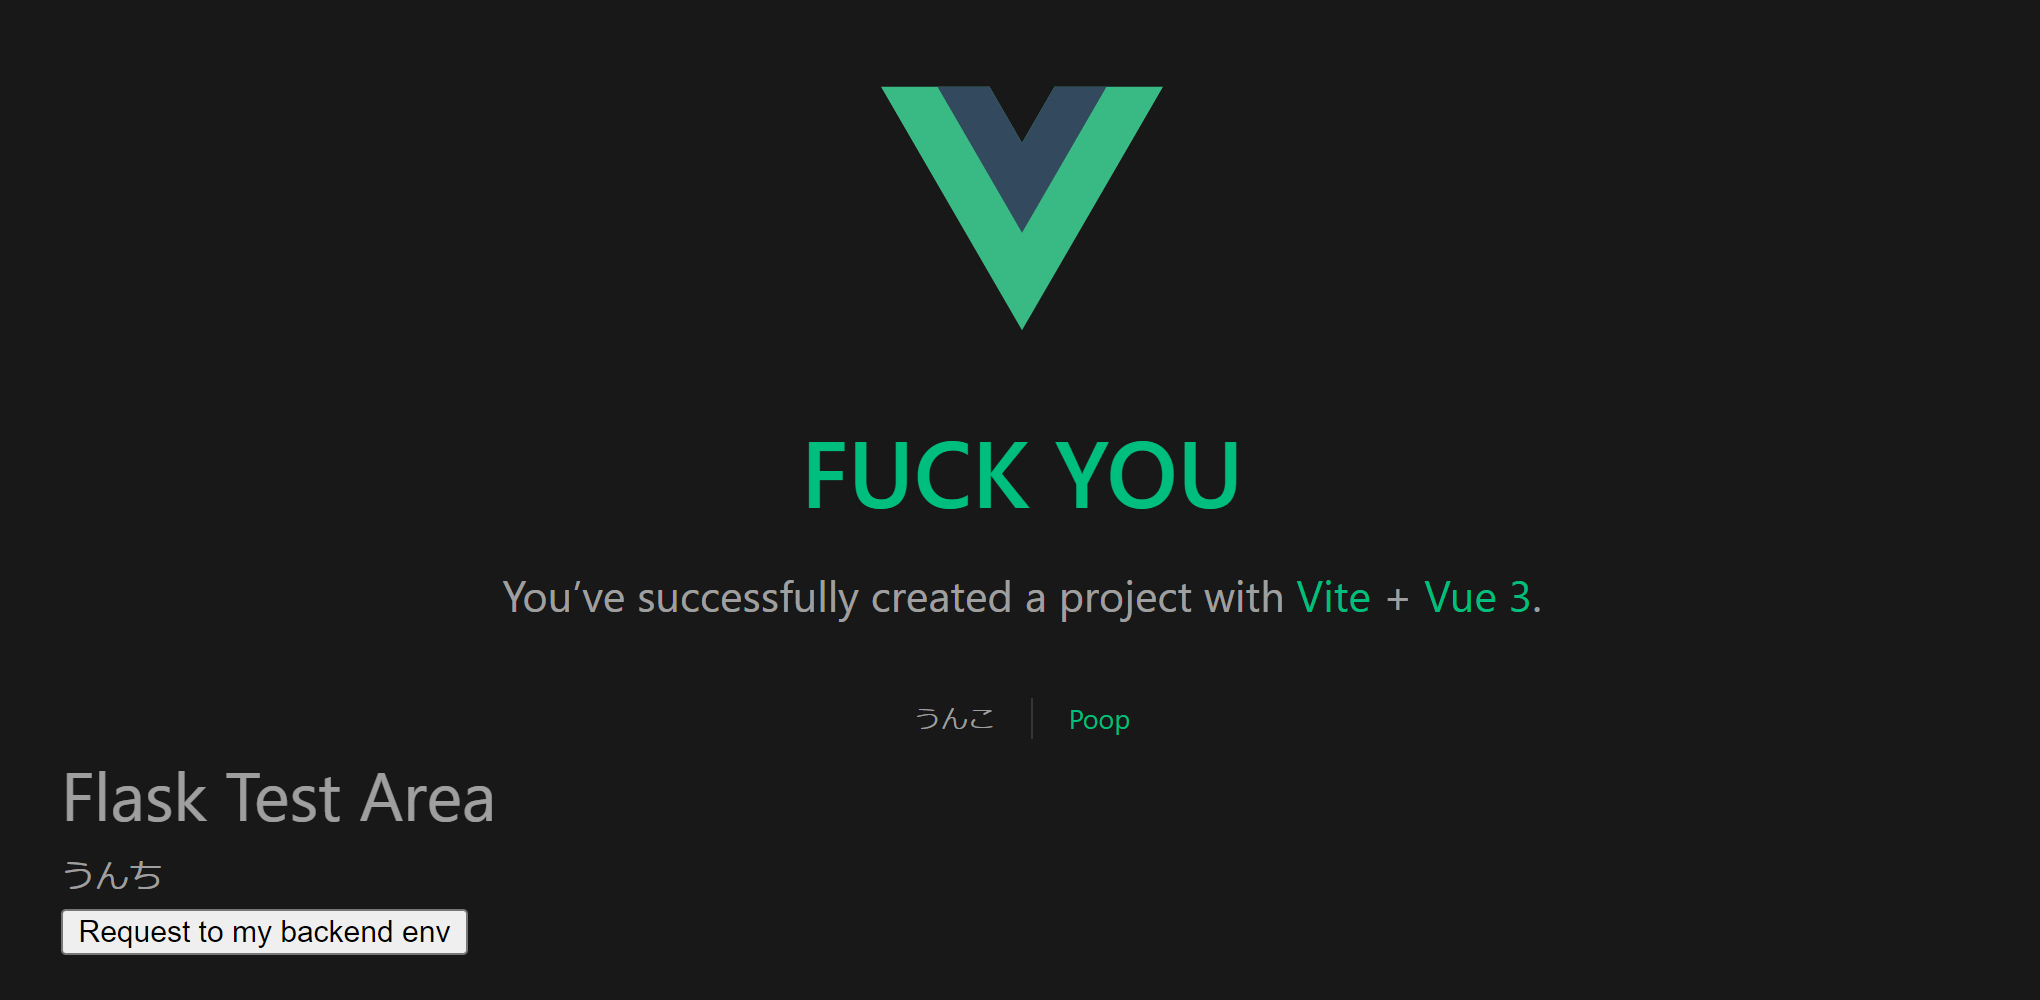 FUCK YOU
You’ve successfully created a project with Vite + Vue 3.
うんこ Poop
Flask Test Area
うんち
Request to my backend env